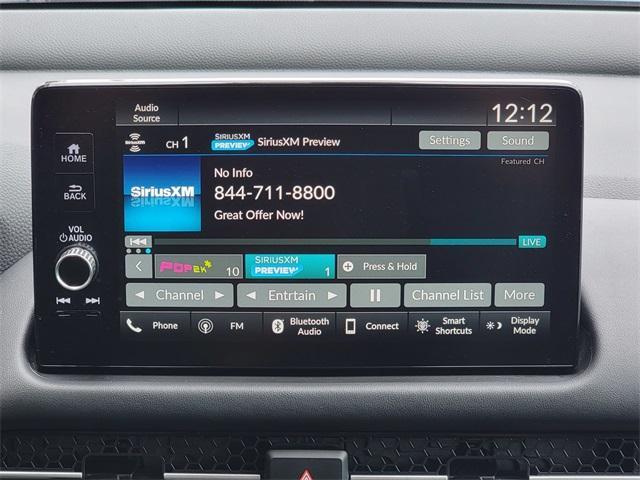 Audio
Source
12:12
SiriusXM
CH 1
SIRIUSXM
PREVIEW
SiriusXM Preview
Settings
Sound
Featured CH
HOME
BACK
VOL
AUDIO
SiriusXM
No Info
844-711-8800
Great Offer Now!
LIVE
POPek
10
SIRIUSXM
PREVIEW
1
Press & Hold
Channel
Entrtain
Channel List
More
Phone
FM
Bluetooth
Audio
Connect
Smart
Shortcuts
Display
Mode